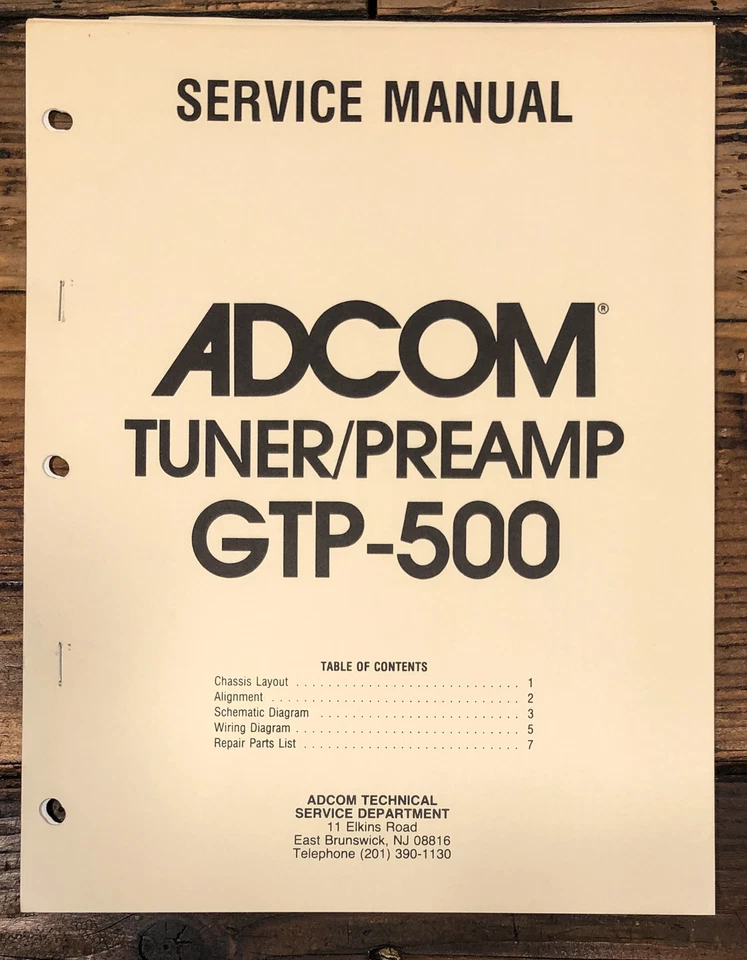 SERVICE MANUAL
ADCOM®
TUNER/PREAMP
GTP-500
TABLE OF CONTENTS
Chassis Layout . . . . . . . . . . . . . . . . . . . . . . . . . . . . 1
Alignment . . . . . . . . . . . . . . . . . . . . . . . . . . . . . . . 2
Schematic Diagram . . . . . . . . . . . . . . . . . . . . . . . . . 3
Wiring Diagram . . . . . . . . . . . . . . . . . . . . . . . . . . . . 5
Repair Parts List . . . . . . . . . . . . . . . . . . . . . . . . . . . 7
ADCOM TECHNICAL
SERVICE DEPARTMENT
11 Elkins Road
East Brunswick, NJ 08816
Telephone (201) 390-1130